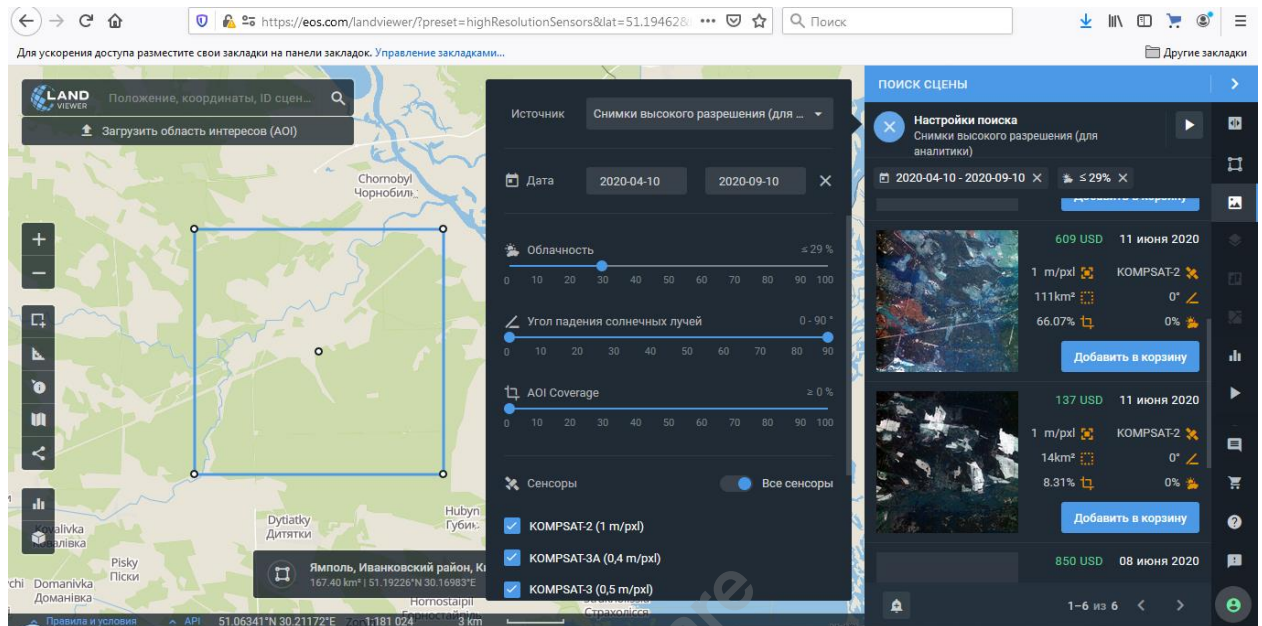 https://eos.com/landviewer/?preset=highResolutionSensors&lat=51.19462
Поиск
Для ускорения доступа разместите свои закладки на панели закладок. Управление закладками...
Другие закладки
LAND
VIEWER
Положение, координаты, ID сцен...
Загрузить область интересов (AOI)
Chornobyl
Чорнобиль
Dytiatky
Дитятки
Hubyn
Губин
Pisky
Піски
Domanivka
Доманівка
Ямполь, Иванковский район,
167.40 km² | 51.19226°N 30.16983°E
Hornostaipil
Страхолісся
Правила и условия
API
51.06341°N 30.21172°E
1:181 024
3 km
Источник
Снимки высокого разрешения (для ...
Дата
2020-04-10
2020-09-10
Облачность
≤ 29 %
0 10 20 30 40 50 60 70 80 90 100
Угол падения солнечных лучей
0 - 90 °
0 10 20 30 40 50 60 70 80 90
AOI Coverage
≥ 0 %
0 10 20 30 40 50 60 70 80 90 100
Сенсоры
Все сенсоры
KOMPSAT-2 (1 m/pxl)
KOMPSAT-3A (0,4 m/pxl)
KOMPSAT-3 (0,5 m/pxl)
ПОИСК СЦЕНЫ
Настройки поиска
Снимки высокого разрешения (для
аналитики)
2020-04-10 - 2020-09-10
≤ 29%
Добавить в корзину
609 USD 11 июня 2020
1 m/pxl KOMPSAT-2
111km² 0°
66.07% 0%
Добавить в корзину
137 USD 11 июня 2020
1 m/pxl KOMPSAT-2
14km² 0°
8.31% 0%
Добавить в корзину
850 USD 08 июня 2020
1–6 из 6